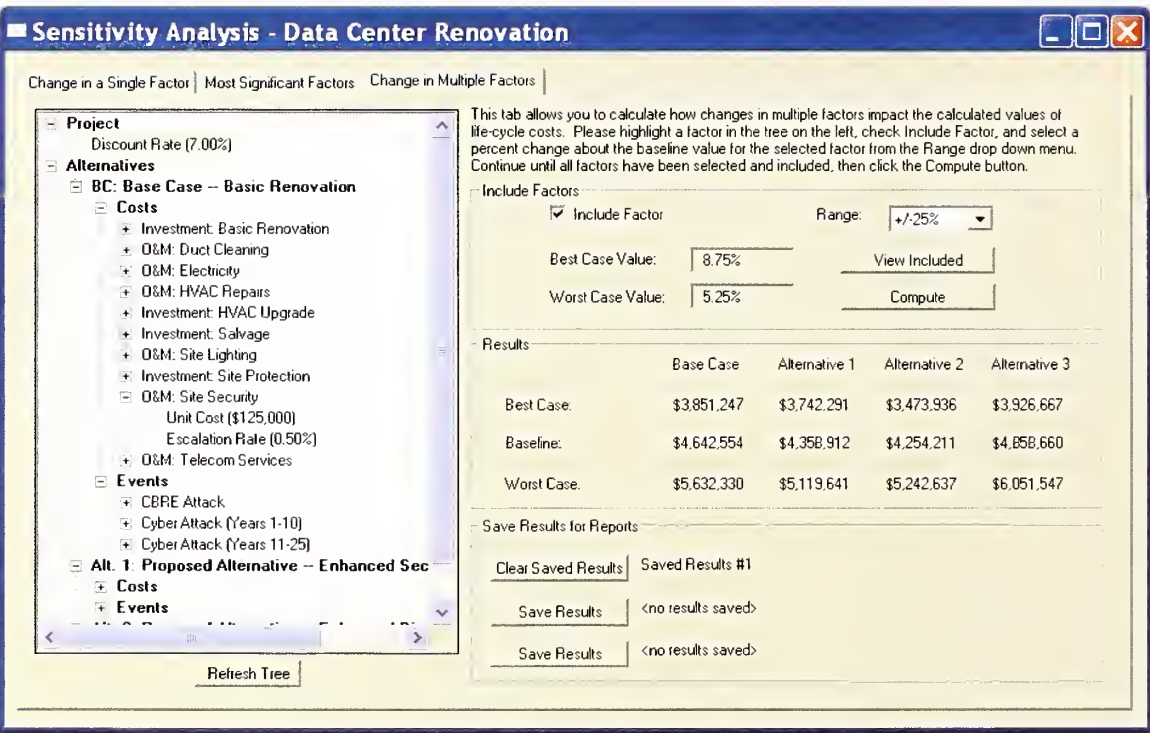 Sensitivity Analysis - Data Center Renovation
Change in a Single Factor Most Significant Factors Change in Multiple Factors
Project
Discount Rate (7.00%)
Alternatives
BC: Base Case -- Basic Renovation
Costs
Investment: Basic Renovation
O&M: Duct Cleaning
O&M: Electricity
O&M: HVAC Repairs
Investment: HVAC Upgrade
Investment: Salvage
O&M: Site Lighting
Investment: Site Protection
O&M: Site Security
Unit Cost ($125,000)
Escalation Rate (0.50%)
O&M: Telecom Services
Events
CBRE Attack
Cyber Attack (Years 1-10)
Cyber Attack (Years 11-25)
Alt. 1: Proposed Alternative -- Enhanced Sec
Costs
Events
Refresh Tree
This tab allows you to calculate how changes in multiple factors impact the calculated values of
life-cycle costs. Please highlight a factor in the tree on the left, check Include Factor, and select a
percent change about the baseline value for the selected factor from the Range drop down menu.
Continue until all factors have been selected and included, then click the Compute button.
Include Factors
Include Factor Range: +/-25%
Best Case Value: 8.75% View Included
Worst Case Value: 5.25% Compute
Results
Base Case Alternative 1 Alternative 2 Alternative 3
Best Case: $3,851,247 $3,742,291 $3,473,936 $3,926,667
Baseline: $4,642,554 $4,358,912 $4,254,211 $4,858,660
Worst Case. $5,632,330 $5,119,641 $5,242,637 $6,051,547
Save Results for Reports
Clear Saved Results Saved Results #1
Save Results <no results saved>
Save Results <no results saved>